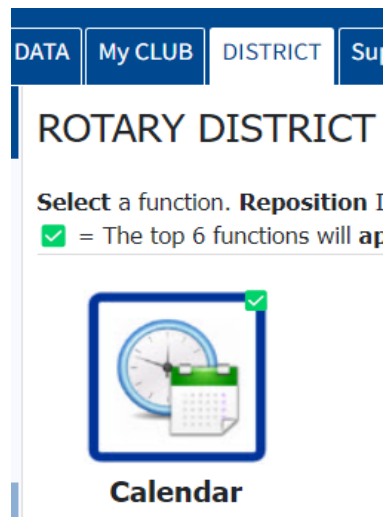 DATA My CLUB DISTRICT
ROTARY DISTRICT
Select a function. Reposition
= The top 6 functions will
Calendar